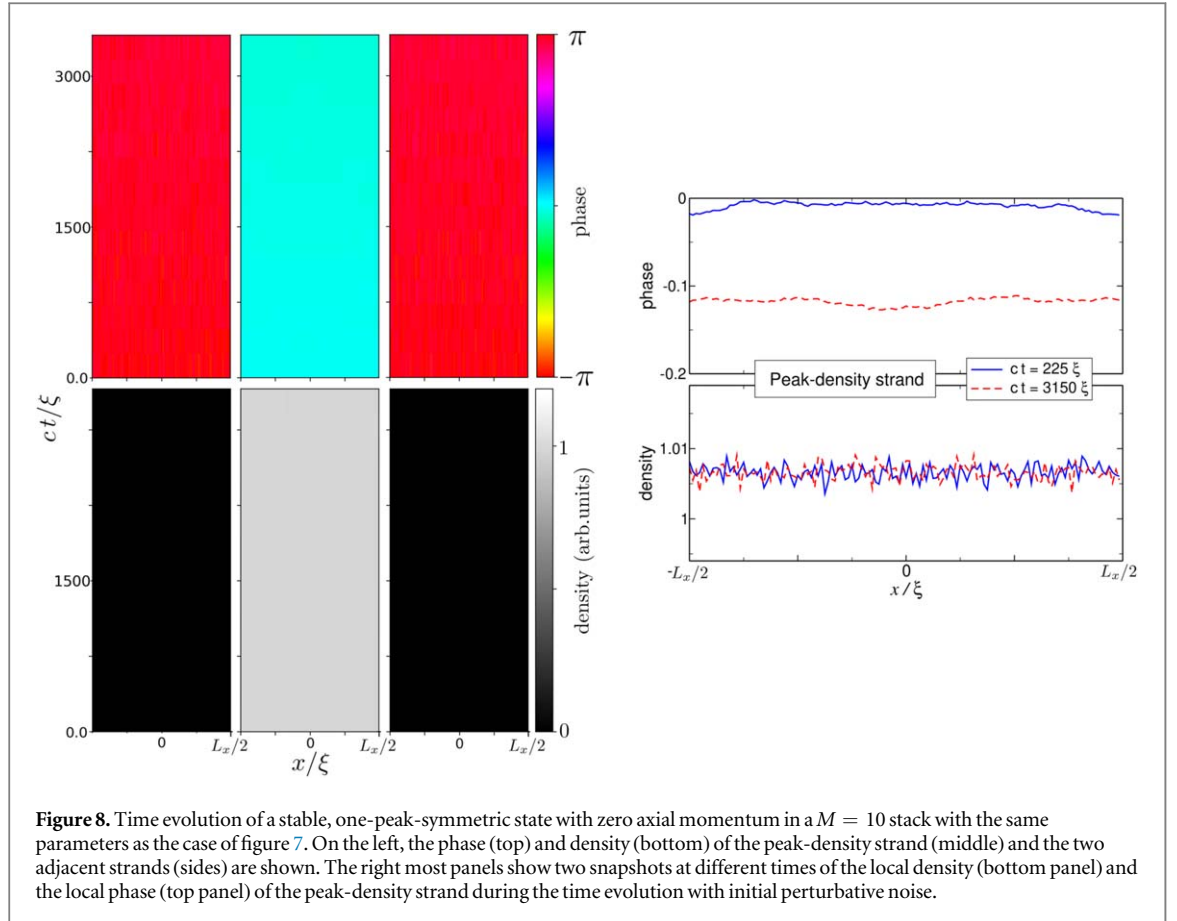 3000
1500
0.0
π
phase
−π
ct/ξ
1500
0.0
1
density (arb.units)
0
0
L_x/2
0
L_x/2
0
L_x/2
x/ξ
0
-0.1
-0.2
phase
Peak-density strand
c t = 225 ξ
c t = 3150 ξ
1.01
1
density
-L_x/2
0
L_x/2
x/ξ
Figure 8. Time evolution of a stable, one-peak-symmetric state with zero axial momentum in a M = 10 stack with the same
parameters as the case of figure 7. On the left, the phase (top) and density (bottom) of the peak-density strand (middle) and the two
adjacent strands (sides) are shown. The right most panels show two snapshots at different times of the local density (bottom panel) and
the local phase (top panel) of the peak-density strand during the time evolution with initial perturbative noise.